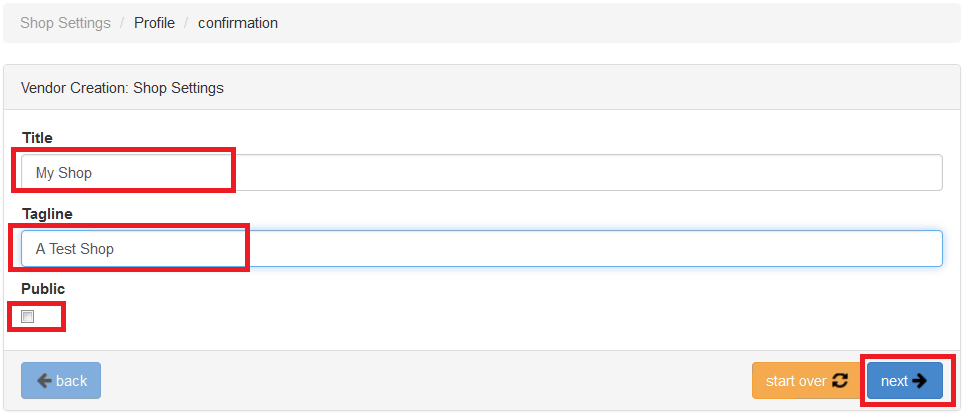 Shop Settings / Profile / confirmation
Vendor Creation: Shop Settings
Title
My Shop
Tagline
A Test Shop
Public
back start over next